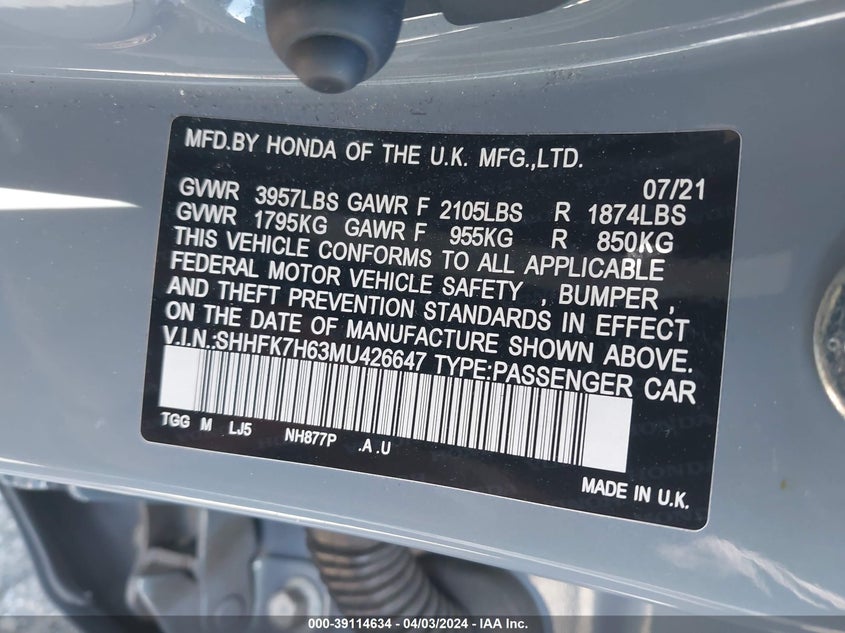 MFD.BY HONDA OF THE U.K. MFG.,LTD.
07/21
GVWR 3957LBS GAWR F 2105LBS R 1874LBS
GVWR 1795KG GAWR F 955KG R 850KG
THIS VEHICLE CONFORMS TO ALL APPLICABLE
FEDERAL MOTOR VEHICLE SAFETY , BUMPER ,
AND THEFT PREVENTION STANDARDS IN EFFECT
ON THE DATE OF MANUFACTURE SHOWN ABOVE.
V.I.N.:SHHFK7H63MU426647 TYPE:PASSENGER CAR
TGG M LJ5 NH877P .A.U
MADE IN U.K.
000-39114634 - 04/03/2024 - IAA Inc.